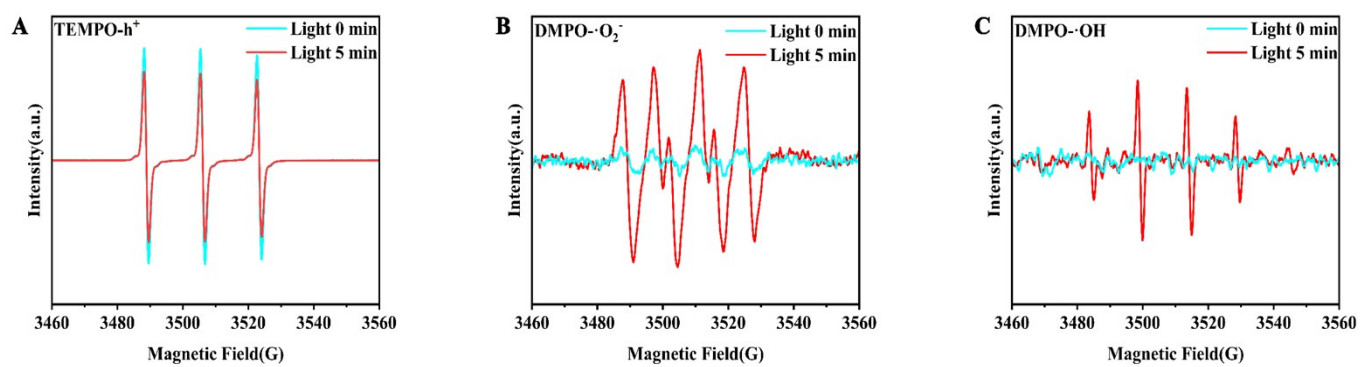 A
TEMPO-h⁺
Light 0 min
Light 5 min
Intensity(a.u.)
3460 3480 3500 3520 3540 3560
Magnetic Field(G)
B
DMPO-·O₂⁻
Light 0 min
Light 5 min
Intensity(a.u.)
3460 3480 3500 3520 3540 3560
Magnetic Field(G)
C
DMPO-·OH
Light 0 min
Light 5 min
Intensity(a.u.)
3460 3480 3500 3520 3540 3560
Magnetic Field(G)